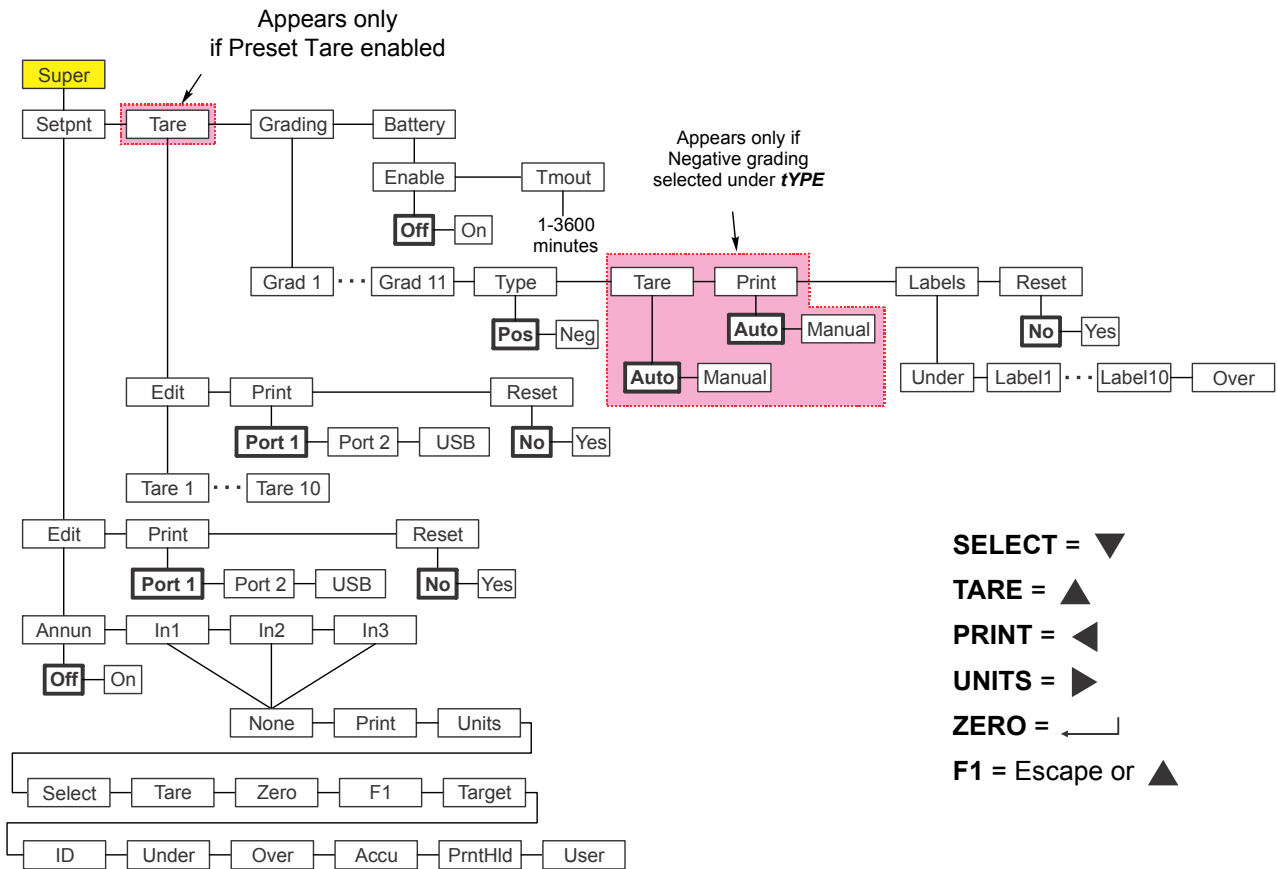 Appears only
if Preset Tare enabled
Super
Setpnt Tare Grading Battery
Appears only if
Negative grading
selected under tYPE
Enable Tmout
Off On
1-3600
minutes
Grad 1 ··· Grad 11 Type Tare Print Labels Reset
Pos Neg Auto Manual No Yes
Auto Manual Under Label1 ··· Label10 Over
Edit Print Reset
Port 1 Port 2 USB No Yes
Tare 1 ··· Tare 10
Edit Print Reset
Port 1 Port 2 USB No Yes
Annun In1 In2 In3
Off On
None Print Units
Select Tare Zero F1 Target
ID Under Over Accu PrntHld User
SELECT = ▼
TARE = ▲
PRINT = ◀
UNITS = ▶
ZERO = ↵
F1 = Escape or ▲